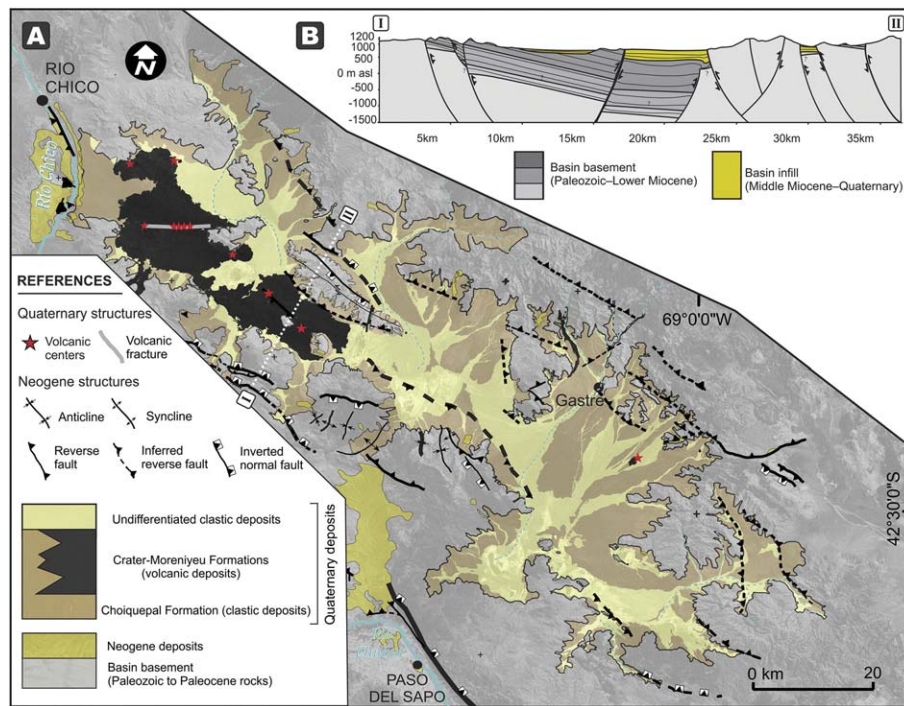 A
N
RIO
CHICO
Río Chico
B
I
II
1200
1000
500
0 m asl
-500
-1000
-1500
5km
10km
15km
20km
25km
30km
35km
?
?
?
?
Basin basement
(Paleozoic–Lower Miocene)
Basin infill
(Middle Miocene–Quaternary)
II
I
69°0'0"W
Gastre
42°30'0"S
REFERENCES
Quaternary structures
Volcanic
centers
Volcanic
fracture
Neogene structures
Anticline
Syncline
Reverse
fault
Inferred
reverse fault
Inverted
normal fault
Undifferentiated clastic deposits
Crater-Moreniyeu Formations
(volcanic deposits)
Choiquepal Formation (clastic deposits)
Quaternary deposits
Neogene deposits
Basin basement
(Paleozoic to Paleocene rocks)
PASO
DEL SAPO
0 km
20